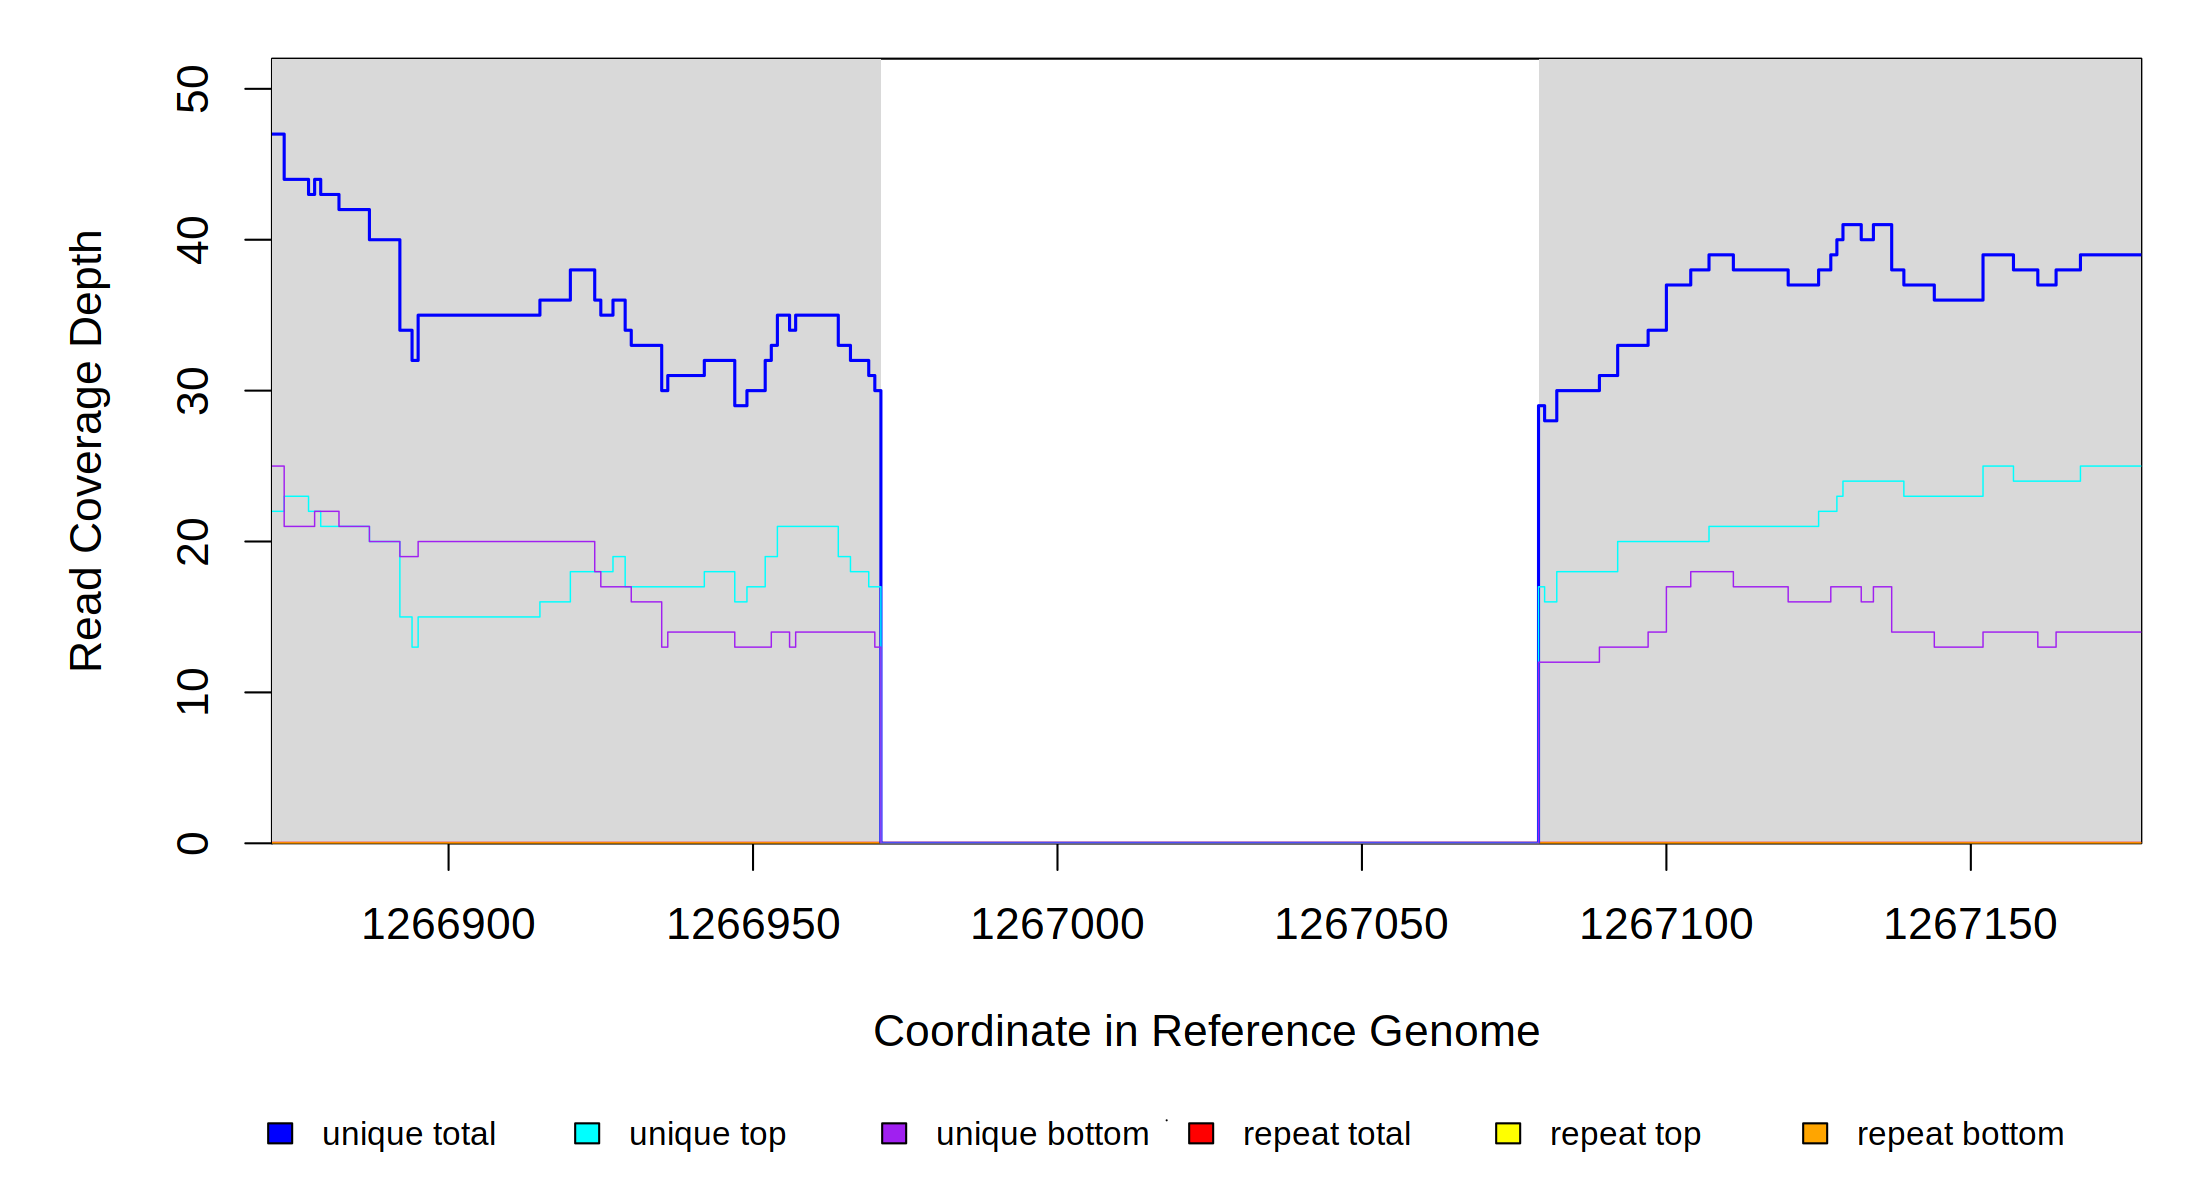 50
40
30
20
10
0
Read Coverage Depth
1266900 1266950 1267000 1267050 1267100 1267150
Coordinate in Reference Genome
unique total unique top unique bottom repeat total repeat top repeat bottom